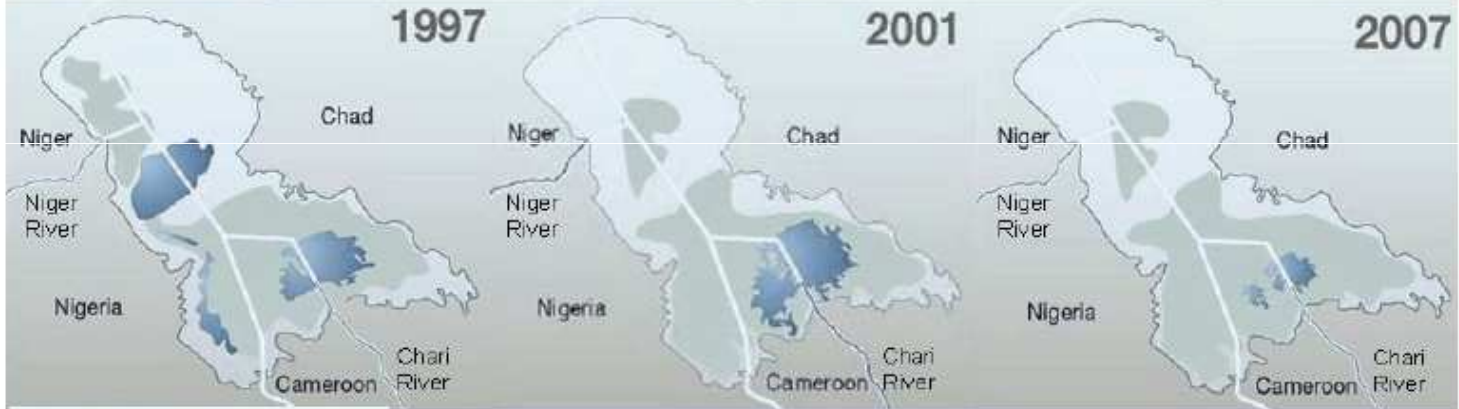 1997
Chad
Niger
Niger
River
Nigeria
Chari
River
Cameroon
2001
Chad
Niger
Niger
River
Nigeria
Chari
River
Cameroon
2007
Chad
Niger
Niger
River
Nigeria
Chari
River
Cameroon